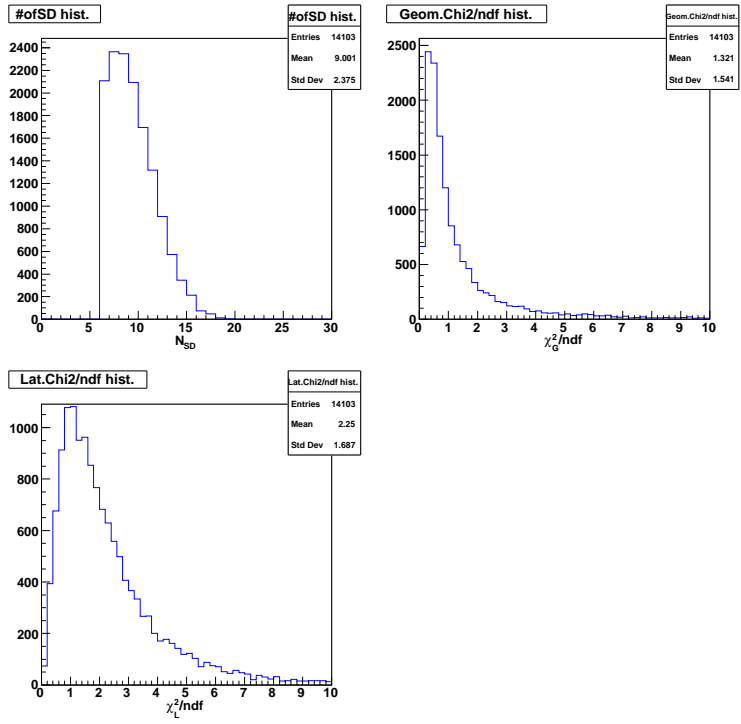 #ofSD hist.
#ofSD hist.
Entries 14103
Mean 9.001
Std Dev 2.375
2400
2200
2000
1800
1600
1400
1200
1000
800
600
400
200
0
0 5 10 15 20 25 30
N_SD
Geom.Chi2/ndf hist.
Geom.Chi2/ndf hist.
Entries 14103
Mean 1.321
Std Dev 1.541
2500
2000
1500
1000
500
0
0 1 2 3 4 5 6 7 8 9 10
χ²_G/ndf
Lat.Chi2/ndf hist.
Lat.Chi2/ndf hist.
Entries 14103
Mean 2.25
Std Dev 1.687
1000
800
600
400
200
0
0 1 2 3 4 5 6 7 8 9 10
χ²_L/ndf